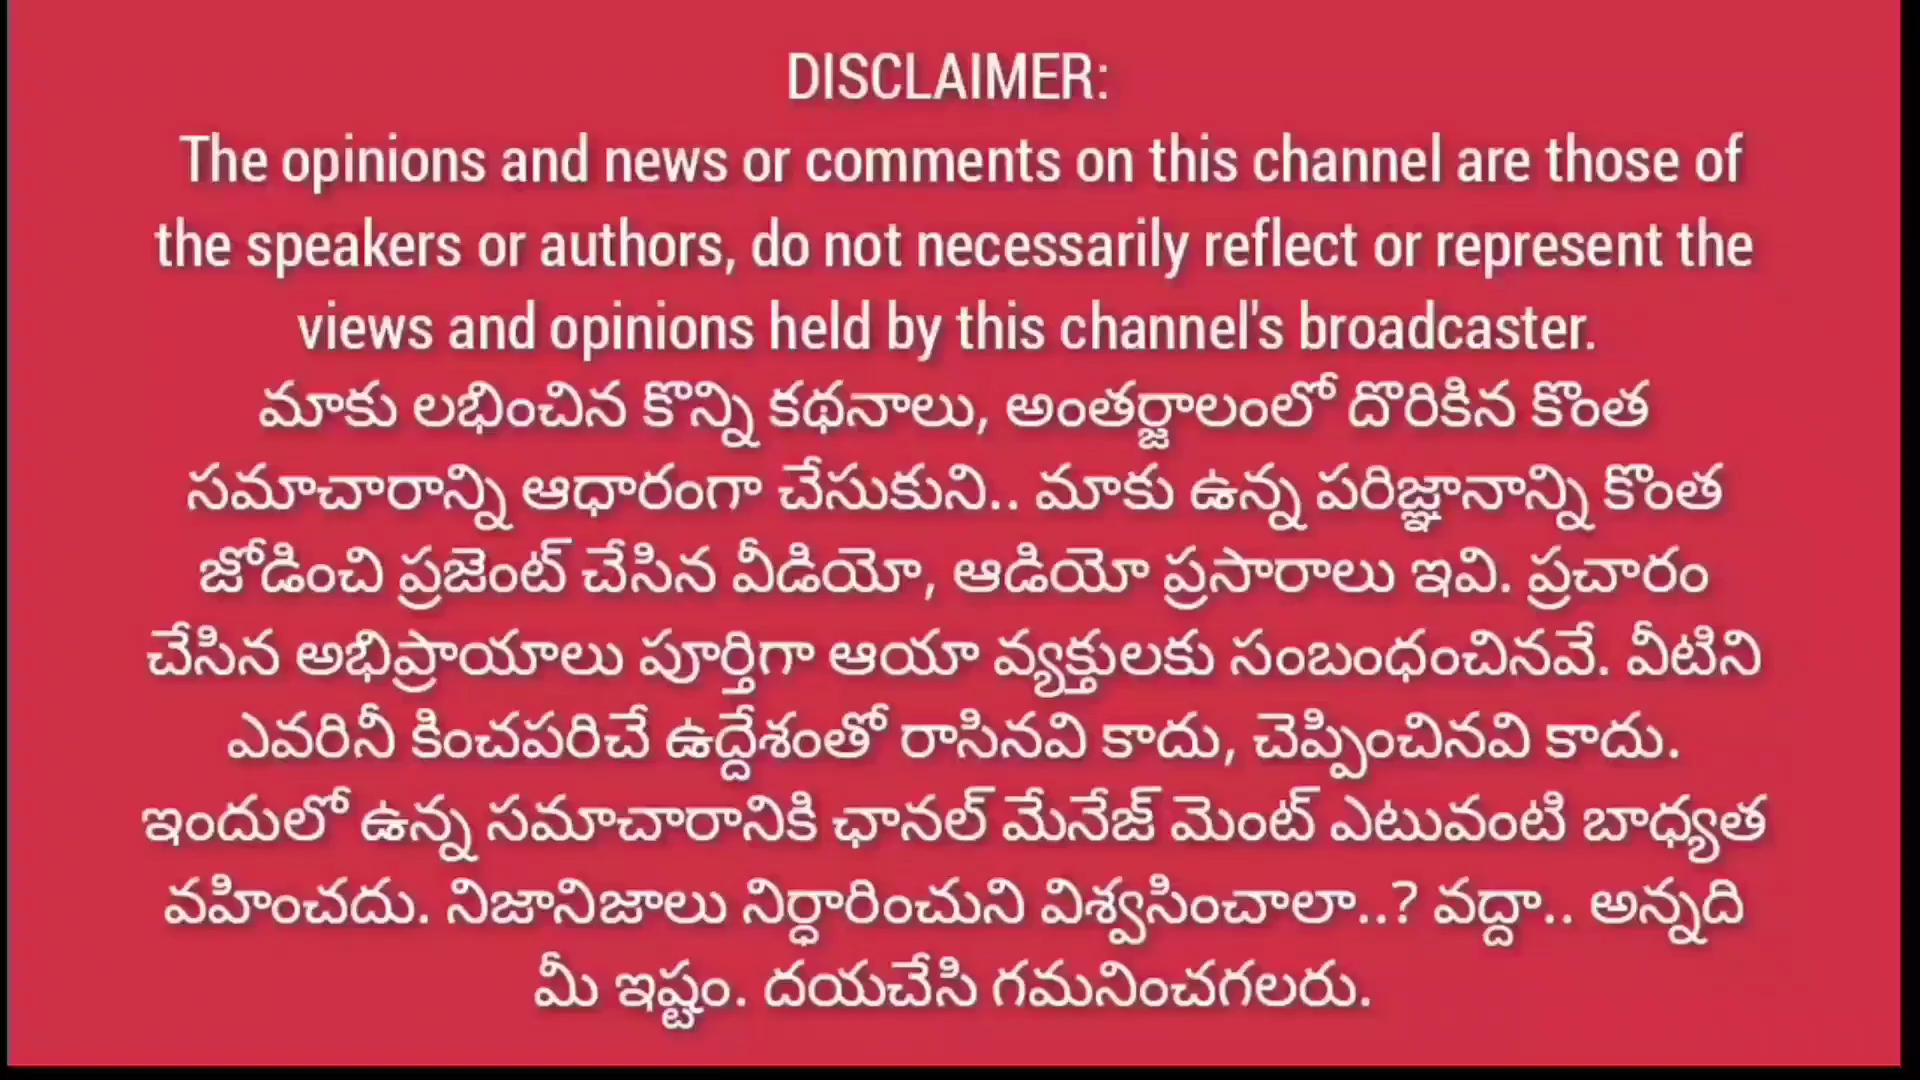 DISCLAIMER:
The opinions and news or comments on this channel are those of
the speakers or authors, do not necessarily reflect or represent the
views and opinions held by this channel's broadcaster.
మాకు లభించిన కొన్ని కథనాలు, అంతర్జాలంలో దొరికిన కొంత
సమాచారాన్ని ఆధారంగా చేసుకుని.. మాకు ఉన్న పరిజ్ఞానాన్ని కొంత
జోడించి ప్రజెంట్ చేసిన వీడియో, ఆడియో ప్రసారాలు ఇవి. ప్రచారం
చేసిన అభిప్రాయాలు పూర్తిగా ఆయా వ్యక్తులకు సంబంధంచినవే. వీటిని
ఎవరినీ కించపరిచే ఉద్దేశంతో రాసినవి కాదు, చెప్పించినవి కాదు.
ఇందులో ఉన్న సమాచారానికి ఛానల్ మేనేజ్ మెంట్ ఎటువంటి బాధ్యత
వహించదు. నిజానిజాలు నిర్ధారించుని విశ్వసించాలా..? వద్దా.. అన్నది
మీ ఇష్టం. దయచేసి గమనించగలరు.